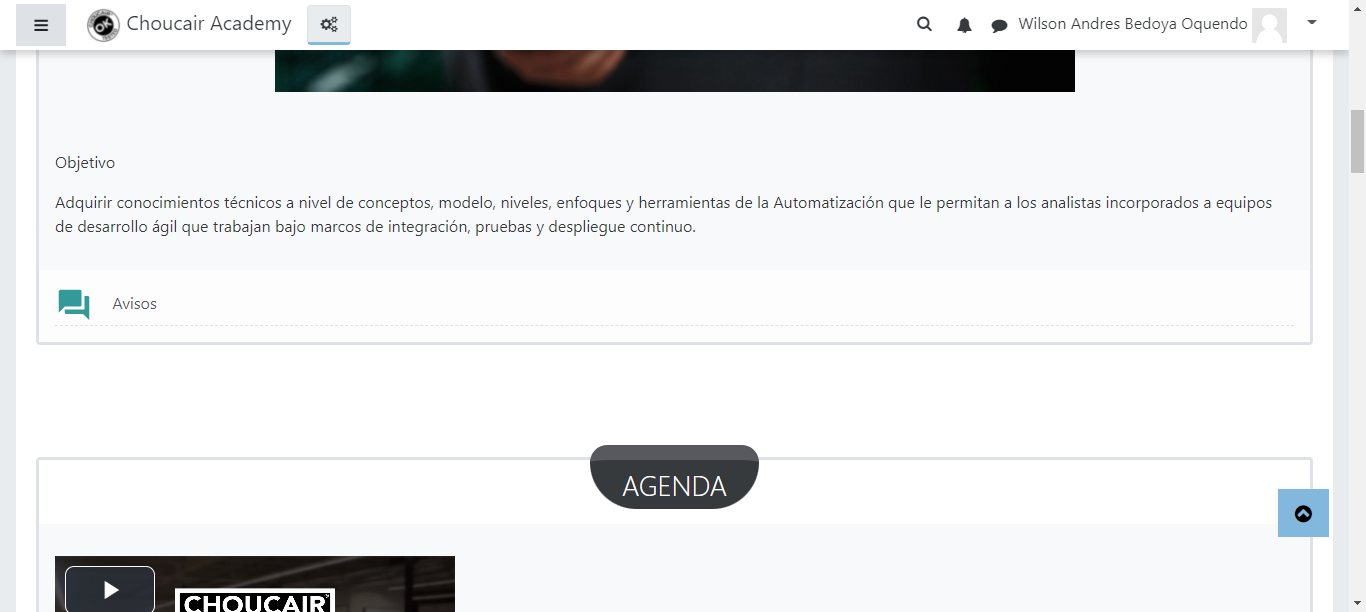 Choucair Academy
Wilson Andres Bedoya Oquendo
Objetivo
Adquirir conocimientos técnicos a nivel de conceptos, modelo, niveles, enfoques y herramientas de la Automatización que le permitan a los analistas incorporados a equipos
de desarrollo ágil que trabajan bajo marcos de integración, pruebas y despliegue continuo.
Avisos
AGENDA
CHOUCAIR